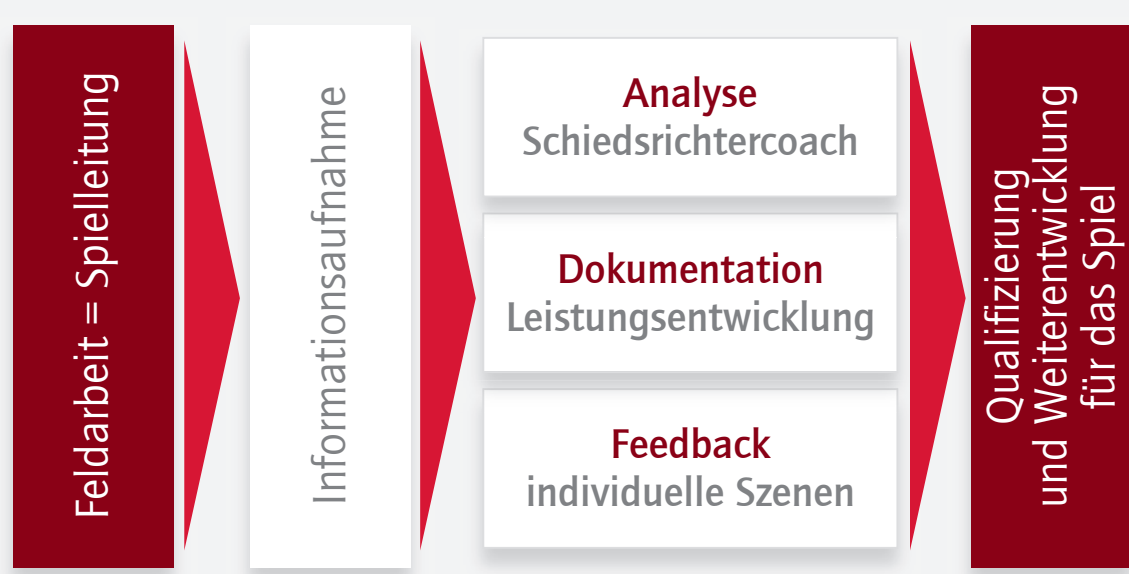 Feldarbeit = Spielleitung
Informationsaufnahme
Analyse
Schiedsrichtercoach
Dokumentation
Leistungsentwicklung
Feedback
individuelle Szenen
Qualifizierung
und Weiterentwicklung
für das Spiel